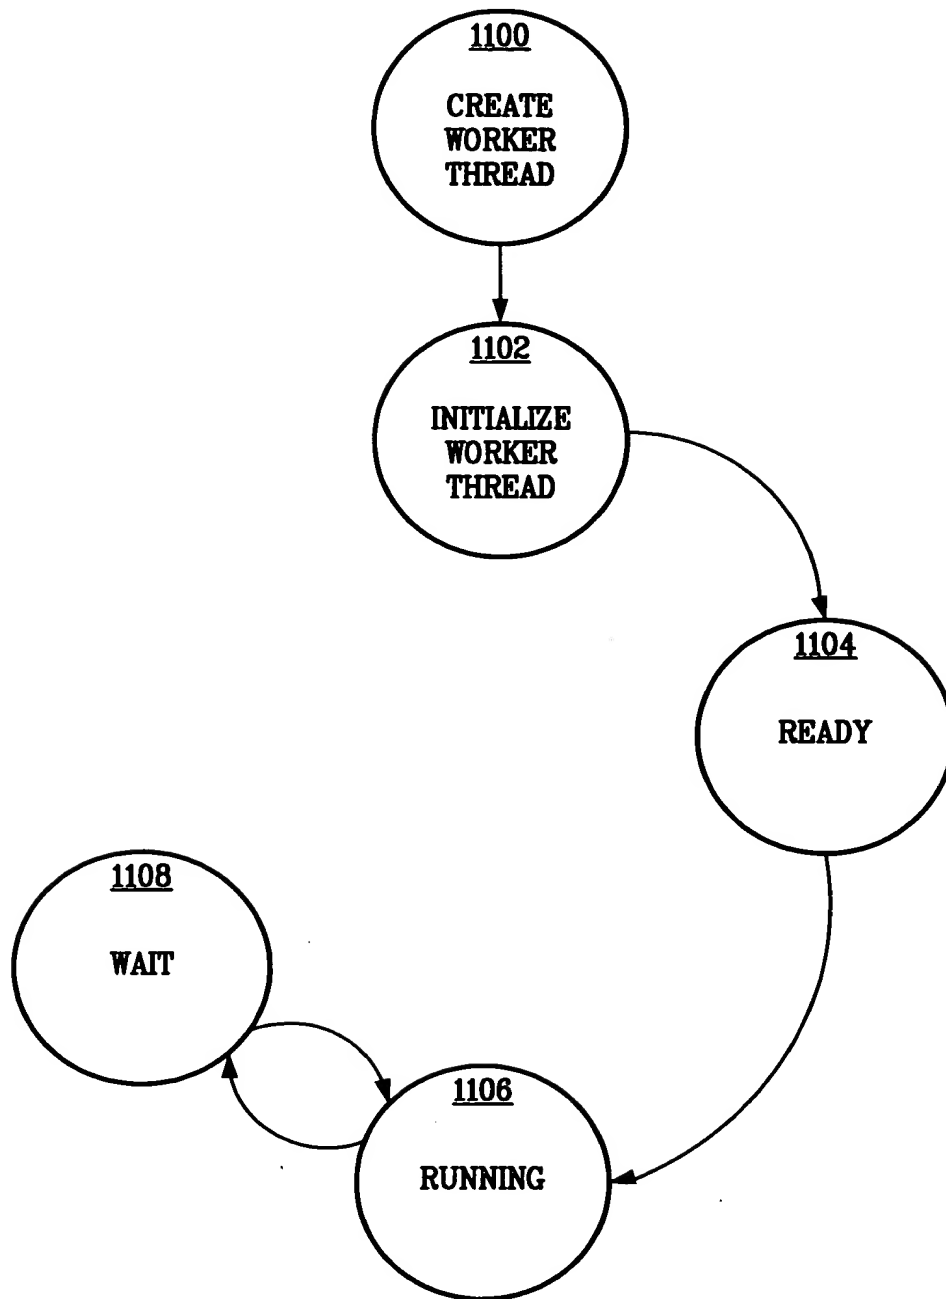 1100
CREATE
WORKER
THREAD
1102
INITIALIZE
WORKER
THREAD
1104
READY
1108
WAIT
1106
RUNNING